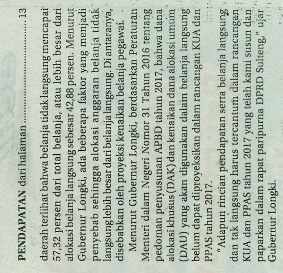 PENDAPATAN dari halaman .................... 13
daerah terlihat bahwa belanja tidak langsung mencapai
57.32 persen dari total belanja, atau lebih besar dari
alokasi belanja langsung sebesar 42,88 persen. Menurut
Gubernur Longki, ada beberapa faktor yang menjadi
penyebab sehingga alokasi anggaran belanja tidak
langsung lebih besar dari belanja langsung. Di antaranya,
disebabkan oleh proyeksi kenaikan belanja pegawai.
Menurut Gubernur Longki, berdasarkan Peraturan
Menteri dalam Negeri Nomor 31 Tahun 2016 tentang
pedoman penyusunan APBD tahun 2017, bahwa dana
alokasi khusus (DAK) dan kenaikan dana alokasi umum
(DAU) yang akan digunakan dalam belanja langsung
belum dapat diproyeksikan dalam rancangan KUA dan
PPAS tahun 2017.
"Adapun rincian pendapatan serta belanja langsung
dan tak langsung harus tercantum dalam rancangan
KUA dan PPAS tahun 2017 yang telah kami susun dan
paparkan dalam rapat paripurna DPRD Sulteng," ujar
Gubernur Longki.